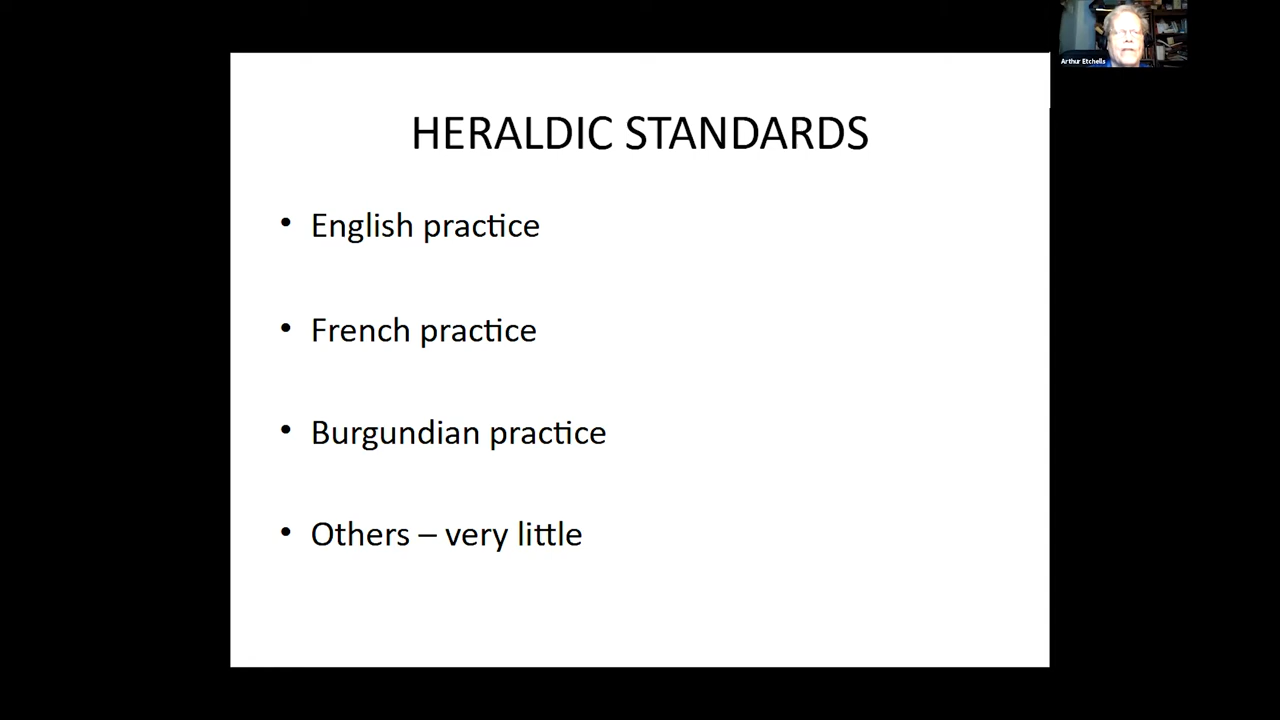 Arthur Etchells
HERALDIC STANDARDS
• English practice
• French practice
• Burgundian practice
• Others – very little